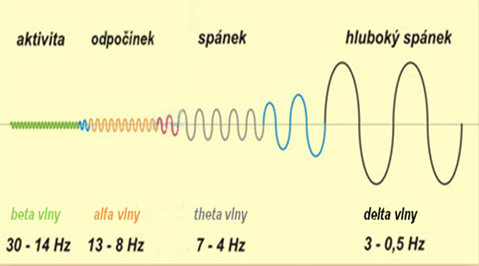 aktivita odpočinek spánek hluboký spánek
beta vlny alfa vlny theta vlny delta vlny
30 - 14 Hz 13 - 8 Hz 7 - 4 Hz 3 - 0,5 Hz